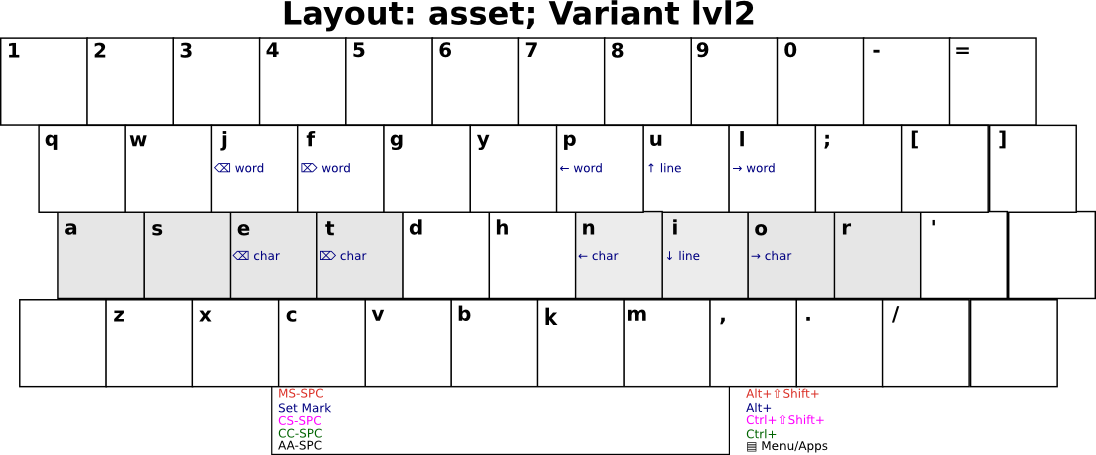 Layout: asset; Variant lvl2
1 2 3 4 5 6 7 8 9 0 - =
q w j f g y p u l ; [ ]
⌫ word ⌦ word ← word ↑ line → word
a s e t d h n i o r '
⌫ char ⌦ char ← char ↓ line → char
z x c v b k m , . /
MS-SPC Alt+⇧Shift+
Set Mark Alt+
CS-SPC Ctrl+⇧Shift+
CC-SPC Ctrl+
AA-SPC ▤ Menu/Apps